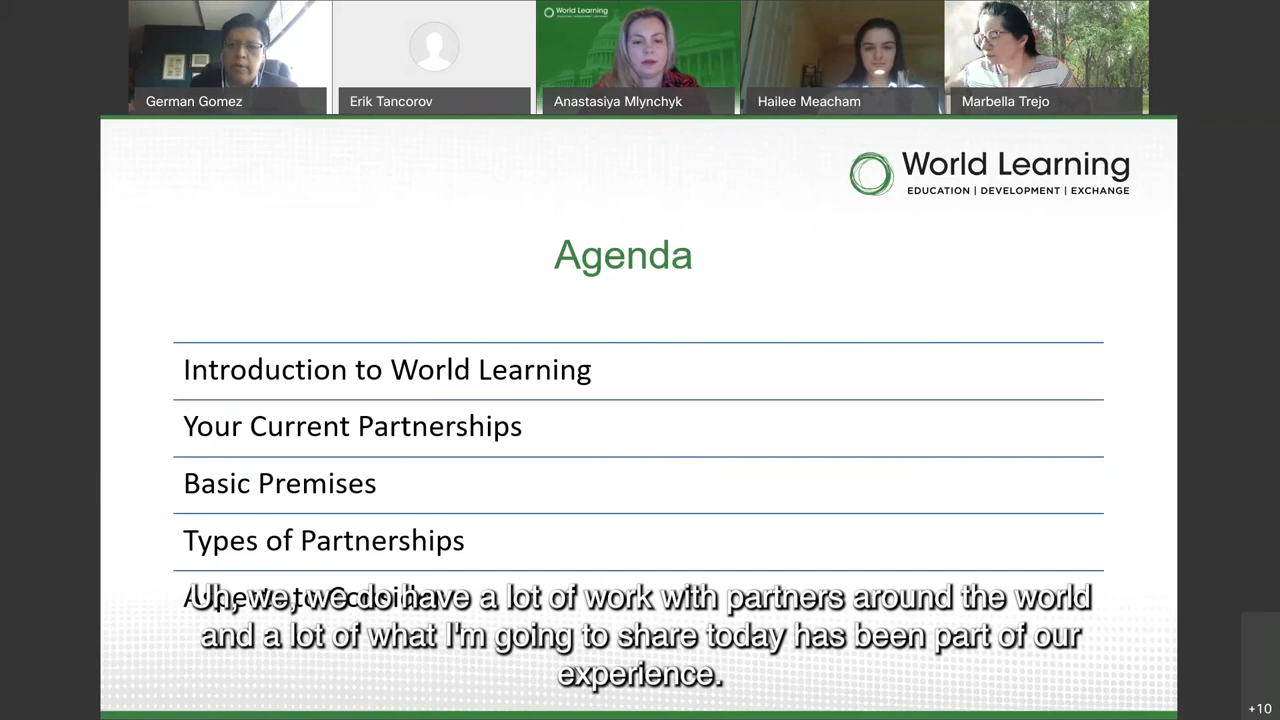 World Learning
German Gomez
Erik Tancorov
Anastasiya Mlynchyk
Hailee Meacham
Marbella Trejo
World Learning
EDUCATION | DEVELOPMENT | EXCHANGE
Agenda
Introduction to World Learning
Your Current Partnerships
Basic Premises
Types of Partnerships
Uh, we, we do have a lot of work with partners around the world
and a lot of what I'm going to share today has been part of our
experience.
+10